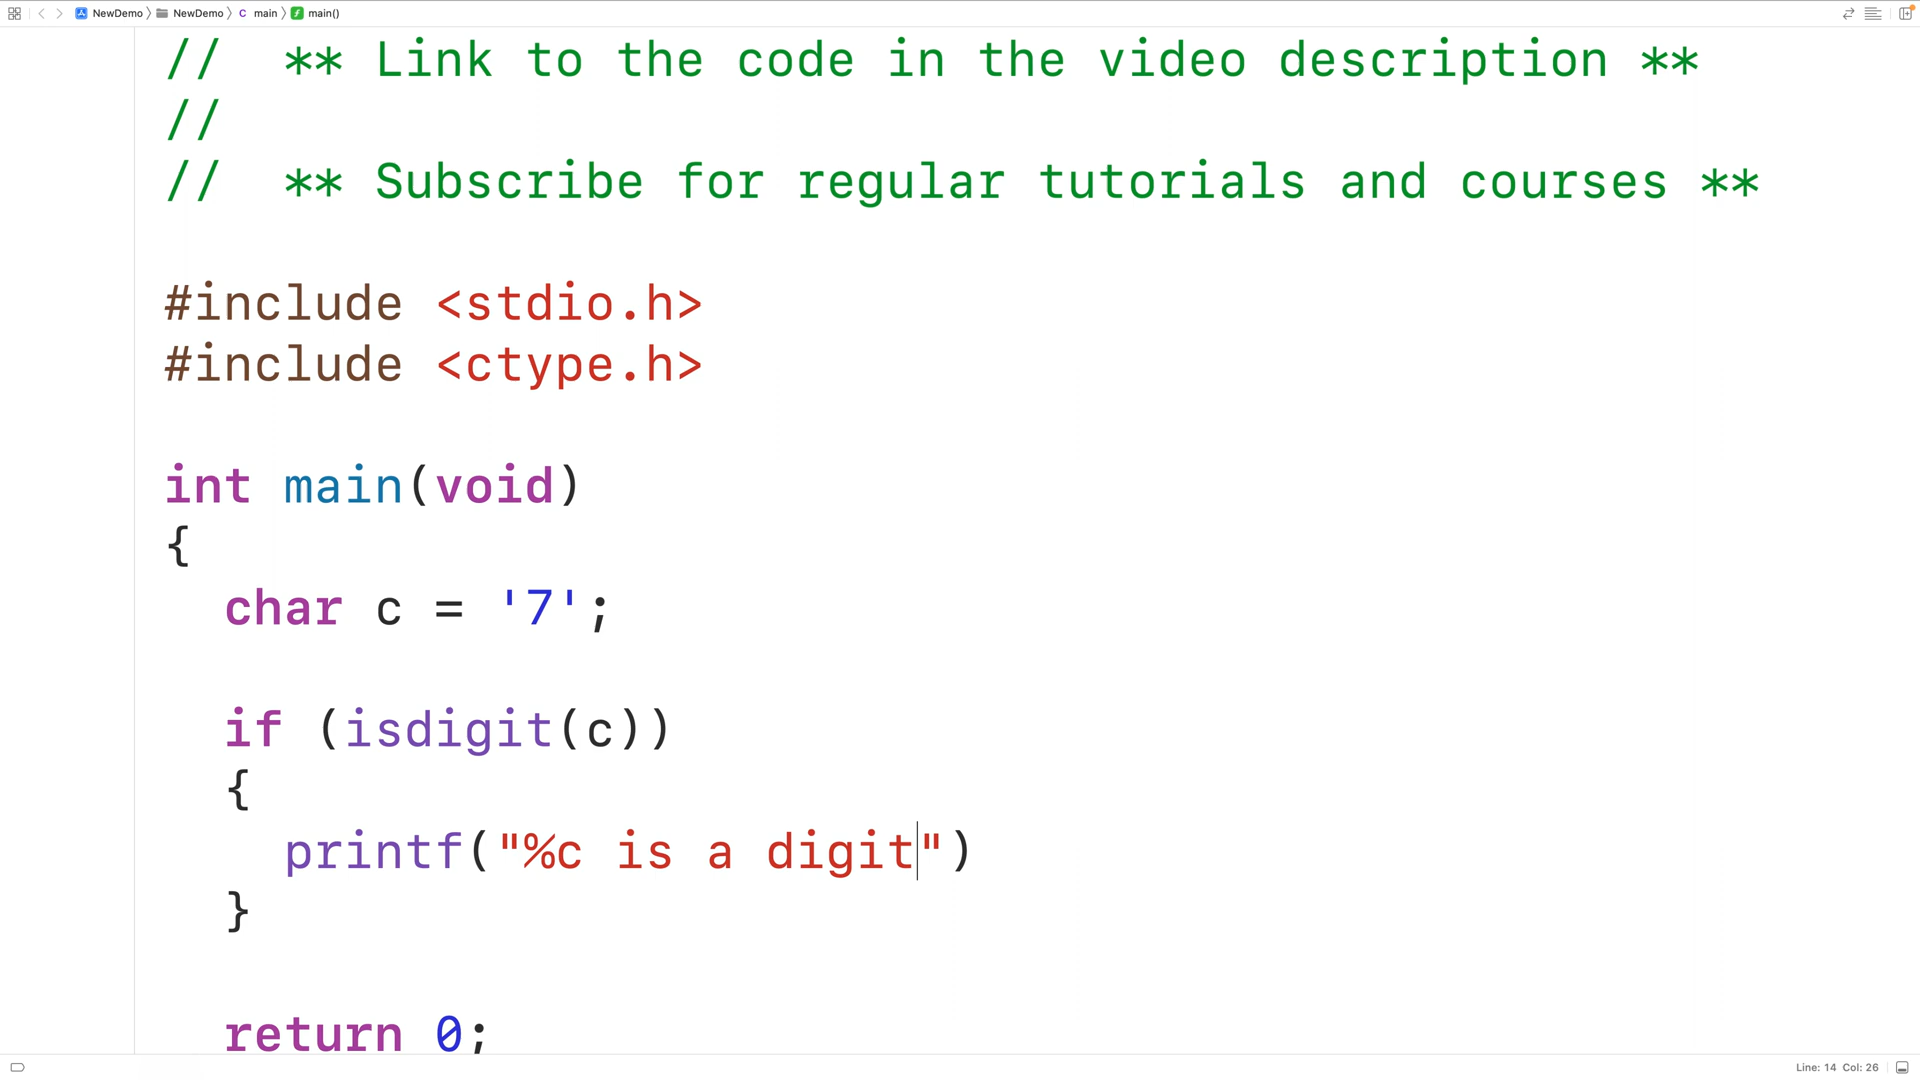 NewDemo NewDemo C main f main()
//  ** Link to the code in the video description **
//
//  ** Subscribe for regular tutorials and courses **
#include <stdio.h>
#include <ctype.h>
int main(void)
{
  char c = '7';
  if (isdigit(c))
  {
    printf("%c is a digit")
  }
  return 0;
Line: 14 Col: 26